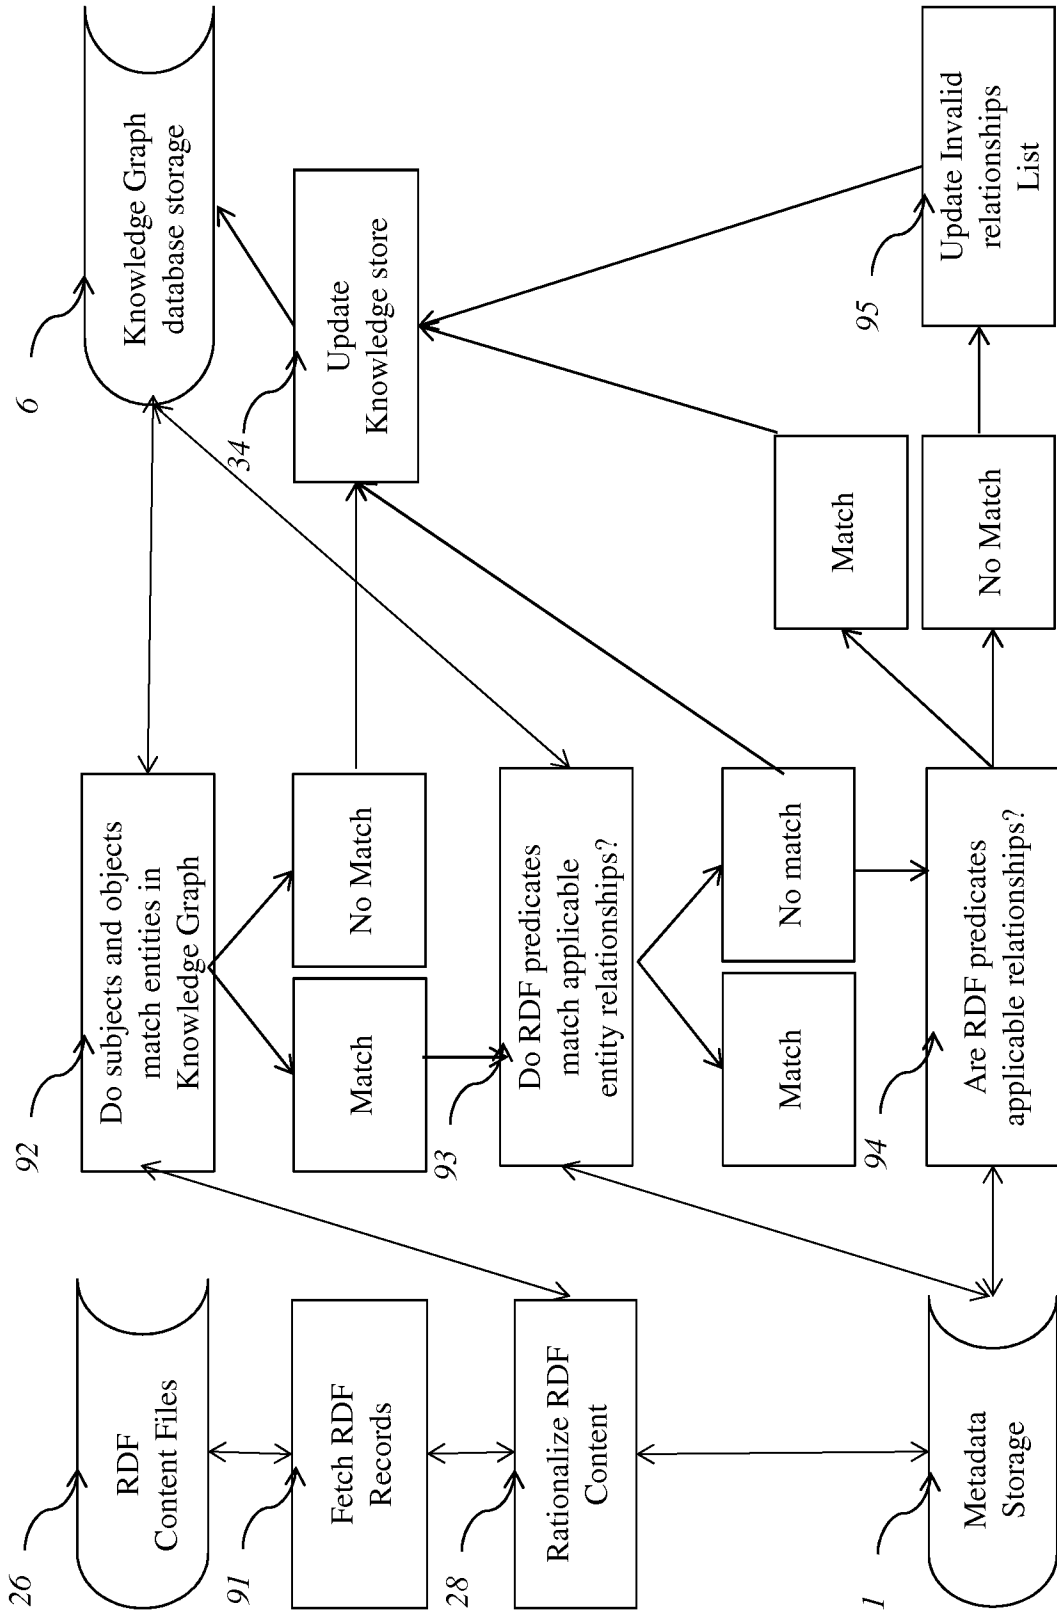 26
RDF
Content Files
91
Fetch RDF
Records
28
Rationalize RDF
Content
1
Metadata
Storage
92
Do subjects and objects
match entities in
Knowledge Graph
Match
No Match
93
Do RDF predicates
match applicable
entity relationships?
Match
No match
94
Are RDF predicates
applicable relationships?
Match
No Match
6
Knowledge Graph
database storage
34
Update
Knowledge store
95
Update Invalid
relationships
List